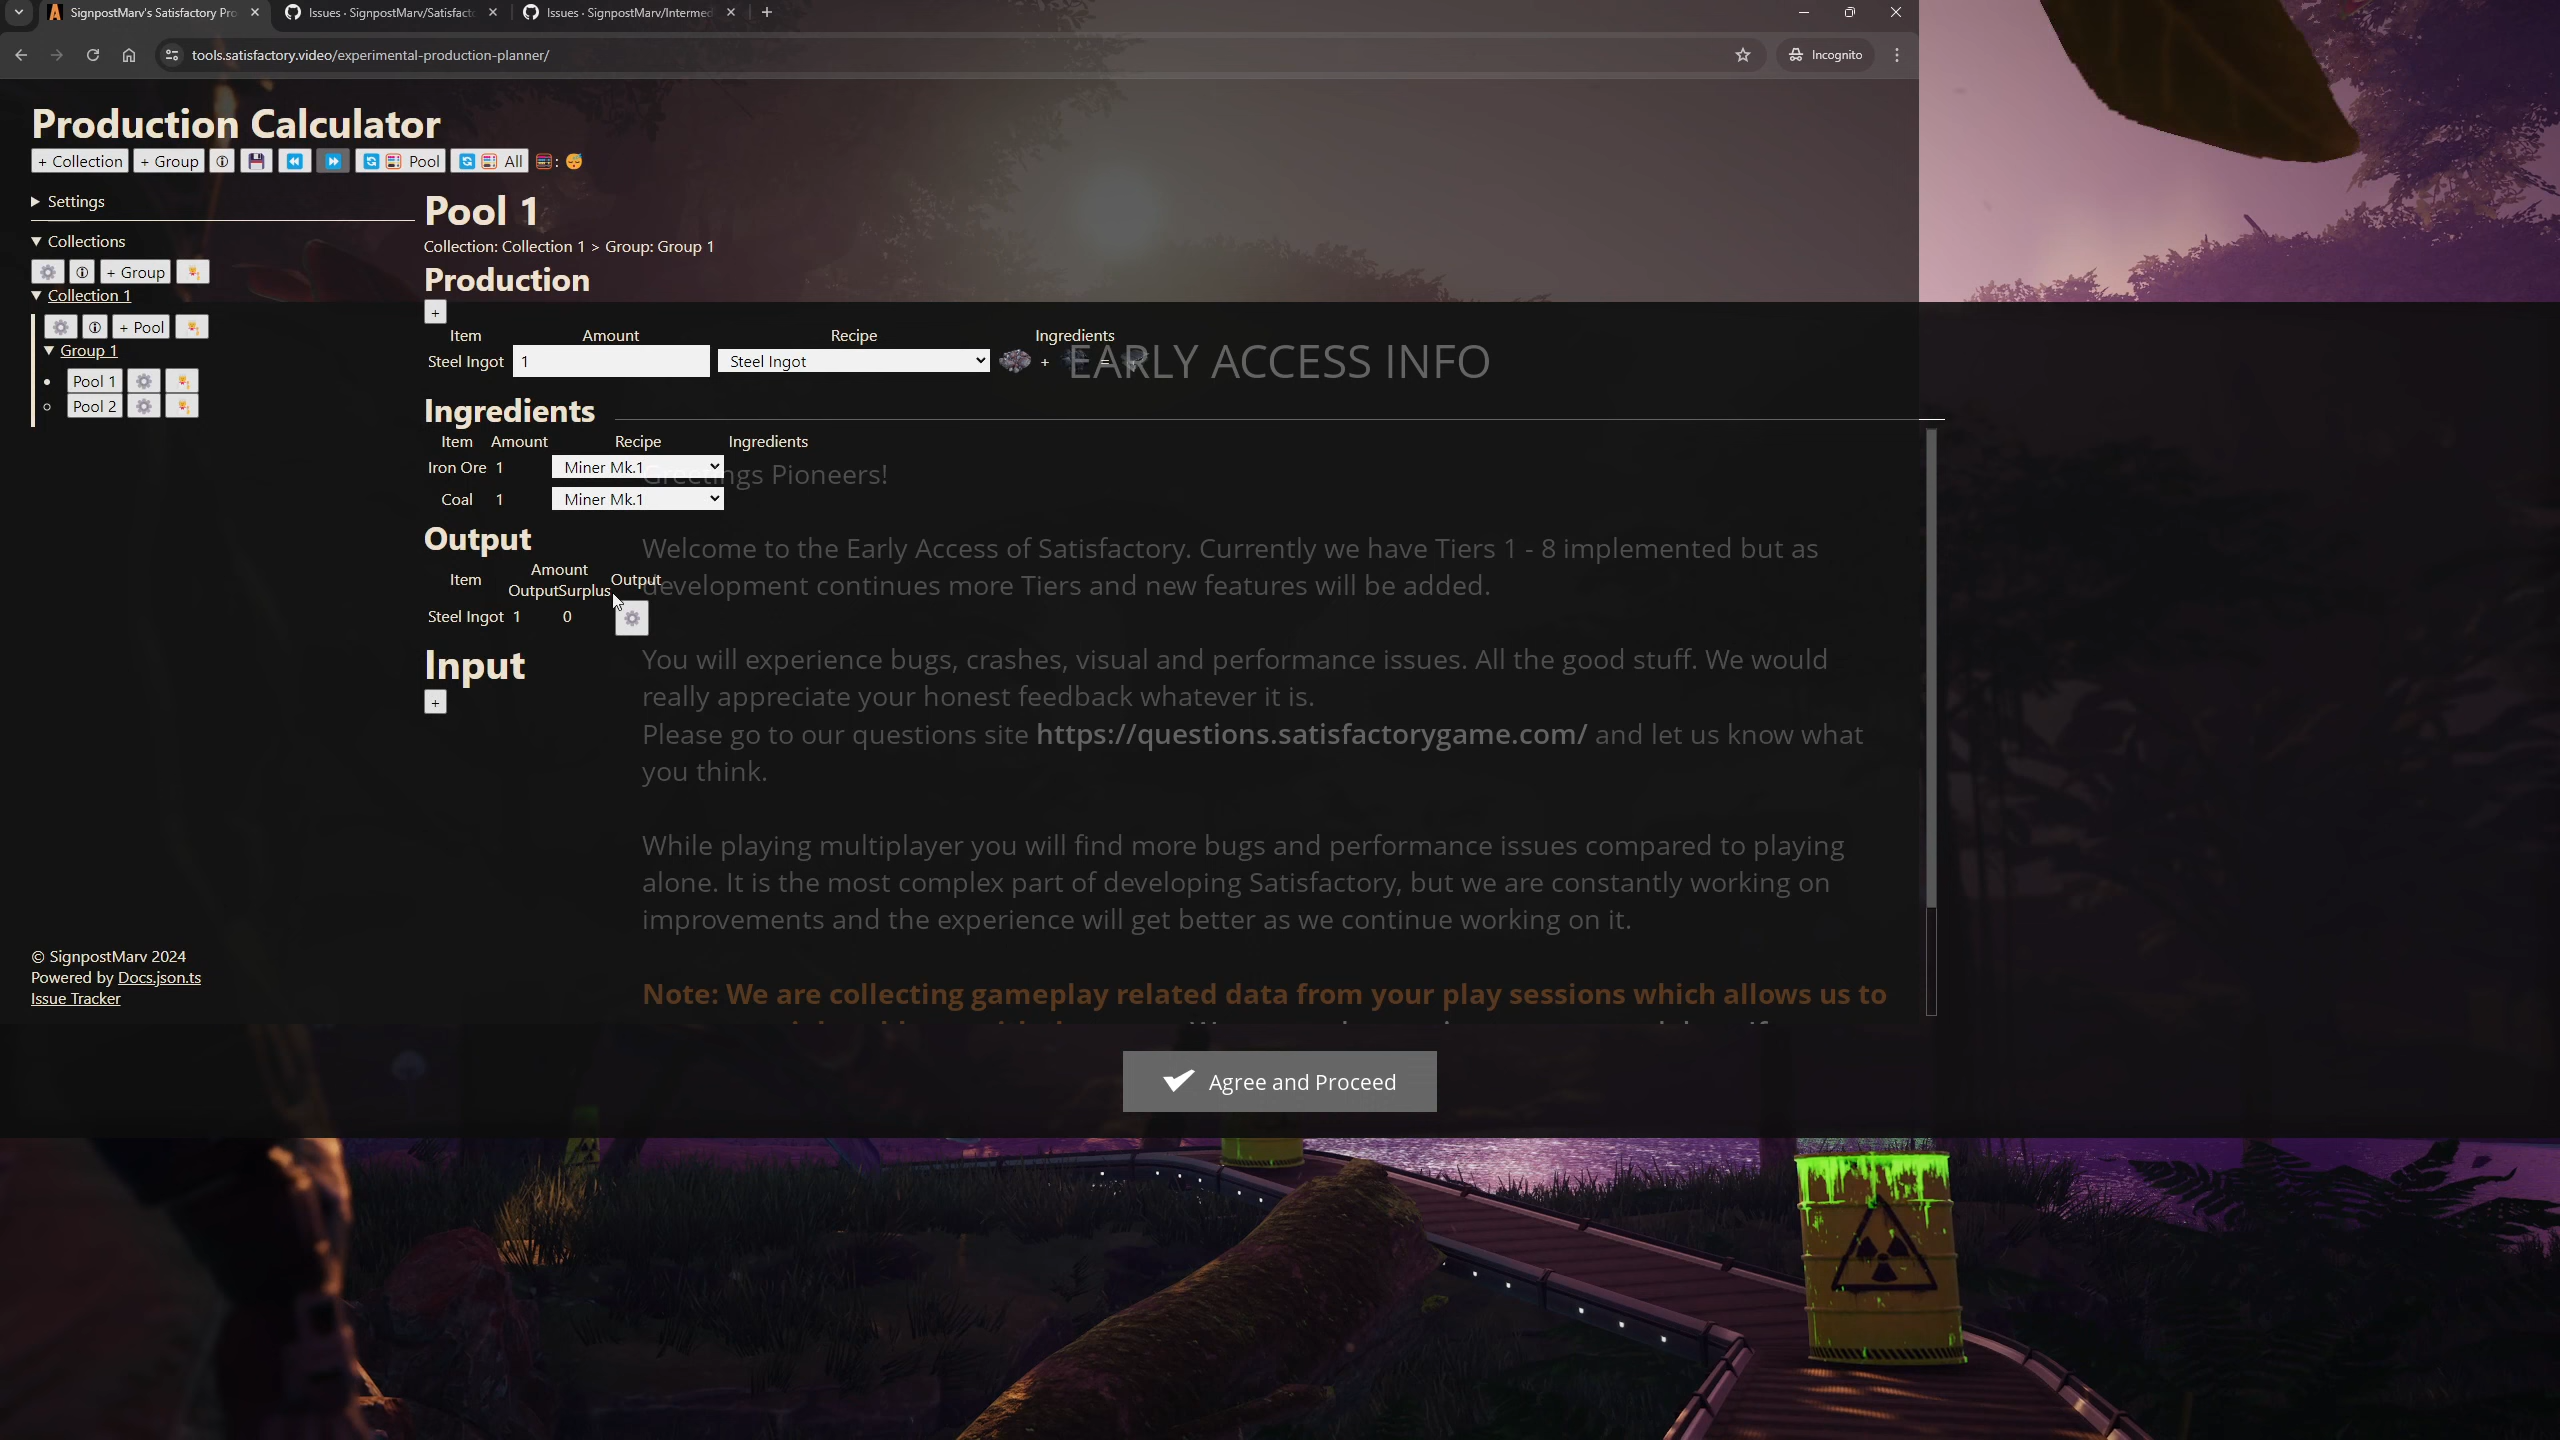 SignpostMarv's Satisfactory Pro
Issues · SignpostMarv/Satisfact
Issues · SignpostMarv/Intermed
tools.satisfactory.video/experimental-production-planner/
Incognito
Production Calculator
+ Collection
+ Group
Pool
All
:
Settings
Collections
+ Group
Collection 1
+ Pool
Group 1
Pool 1
Pool 2
© SignpostMarv 2024
Powered by Docs.json.ts
Issue Tracker
Pool 1
Collection: Collection 1 > Group: Group 1
Production
+
Item Amount Recipe Ingredients
Steel Ingot 1 Steel Ingot + =
Ingredients
Item Amount Recipe Ingredients
Iron Ore 1 Miner Mk.1
Coal 1 Miner Mk.1
Output
Item Amount Output
OutputSurplus
Steel Ingot 1 0
Input
+
EARLY ACCESS INFO
Greetings Pioneers!
Welcome to the Early Access of Satisfactory. Currently we have Tiers 1 - 8 implemented but as
development continues more Tiers and new features will be added.
You will experience bugs, crashes, visual and performance issues. All the good stuff. We would
really appreciate your honest feedback whatever it is.
Please go to our questions site https://questions.satisfactorygame.com/ and let us know what
you think.
While playing multiplayer you will find more bugs and performance issues compared to playing
alone. It is the most complex part of developing Satisfactory, but we are constantly working on
improvements and the experience will get better as we continue working on it.
Note: We are collecting gameplay related data from your play sessions which allows us to
Agree and Proceed